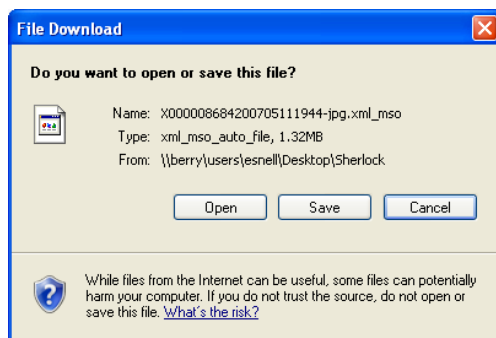 File Download
Do you want to open or save this file?
Name: X000008684200705111944-jpg.xml_mso
Type: xml_mso_auto_file, 1.32MB
From: \\berry\users\esnell\Desktop\Sherlock
Open Save Cancel
While files from the Internet can be useful, some files can potentially
harm your computer. If you do not trust the source, do not open or
save this file. What's the risk?